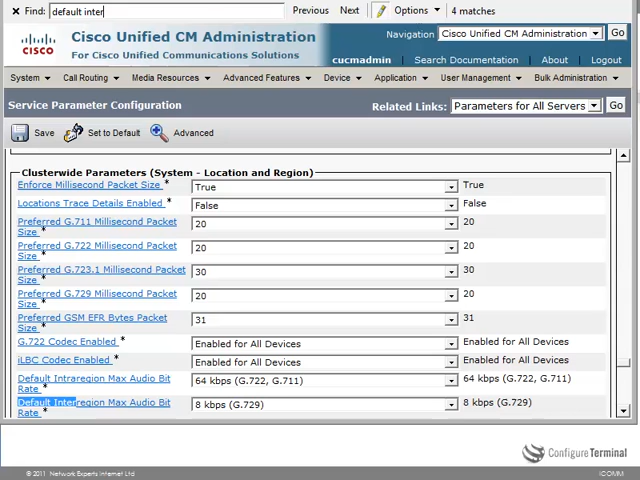 Find: default inter Previous Next Options 4 matches
CISCO
Cisco Unified CM Administration
For Cisco Unified Communications Solutions
Navigation Cisco Unified CM Administration Go
cucmadmin Search Documentation About Logout
System Call Routing Media Resources Advanced Features Device Application User Management Bulk Administration
Service Parameter Configuration
Related Links: Parameters for All Servers Go
Save Set to Default Advanced
Clusterwide Parameters (System - Location and Region)
Enforce Millisecond Packet Size * True True
Locations Trace Details Enabled * False False
Preferred G.711 Millisecond Packet
Size * 20 20
Preferred G.722 Millisecond Packet
Size * 20 20
Preferred G.723.1 Millisecond Packet
Size * 30 30
Preferred G.729 Millisecond Packet
Size * 20 20
Preferred GSM EFR Bytes Packet
Size * 31 31
G.722 Codec Enabled * Enabled for All Devices Enabled for All Devices
iLBC Codec Enabled * Enabled for All Devices Enabled for All Devices
Default Intraregion Max Audio Bit
Rate * 64 kbps (G.722, G.711) 64 kbps (G.722, G.711)
Default Interregion Max Audio Bit
Rate * 8 kbps (G.729) 8 kbps (G.729)
ConfigureTerminal
© 2011 Network Experts Internet Ltd iCOMM